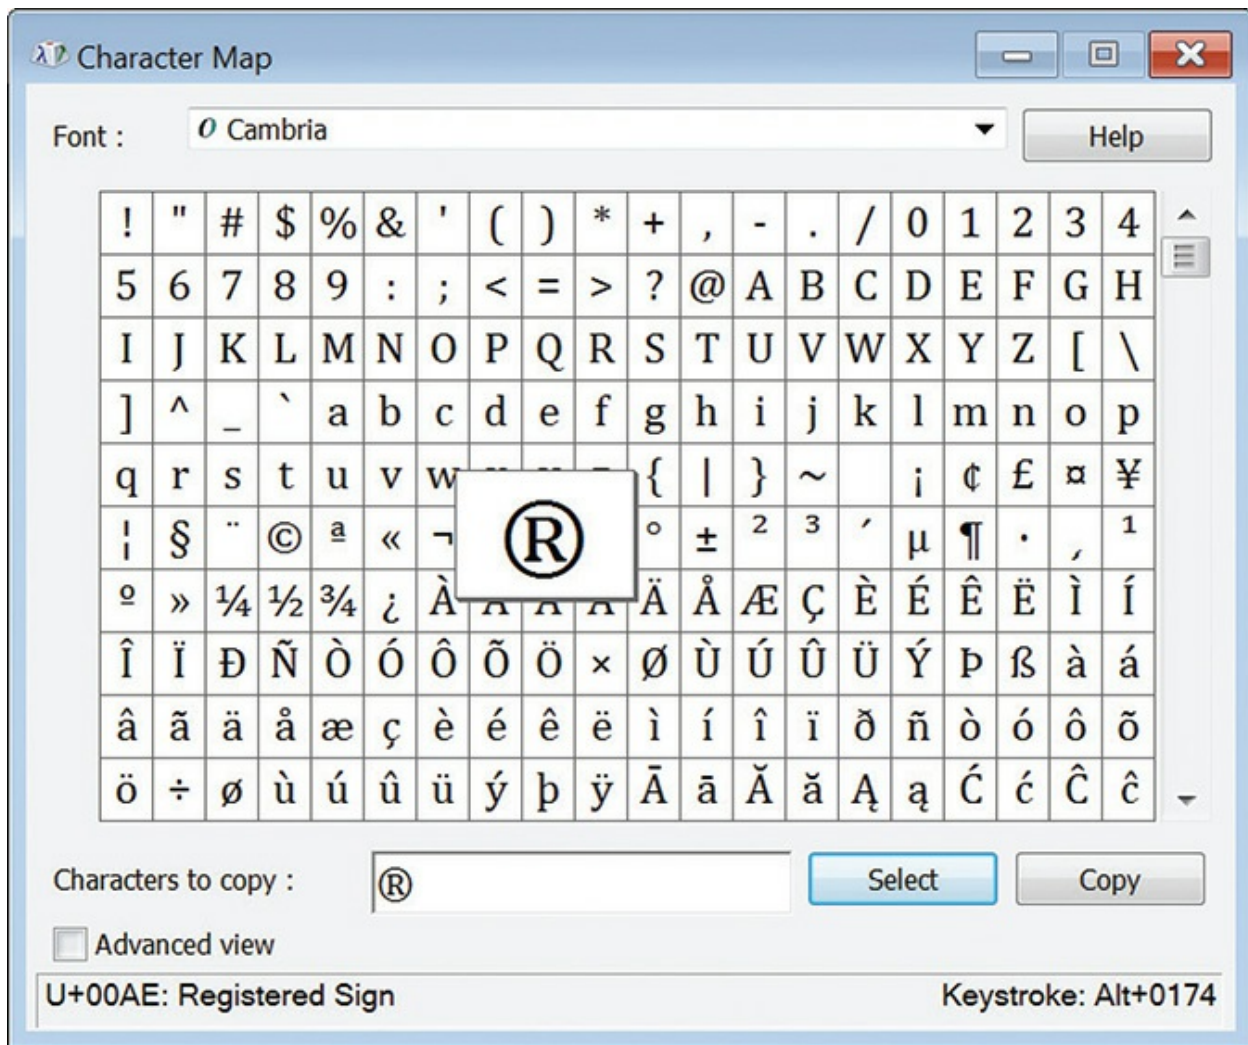 Character Map
Font : O Cambria Help
! " # $ % & ' ( ) * + , - . / 0 1 2 3 4
5 6 7 8 9 : ; < = > ? @ A B C D E F G H
I J K L M N O P Q R S T U V W X Y Z [ \
] ^ _ ` a b c d e f g h i j k l m n o p
q r s t u v w { | } ~ ¡ ¢ £ ¤ ¥
¦ § ¨ © ª « ¬ ® ° ± ² ³ ´ µ ¶ · ¸ ¹
º » ¼ ½ ¾ ¿ À Ä Å Æ Ç È É Ê Ë Ì Í
Î Ï Ð Ñ Ò Ó Ô Õ Ö × Ø Ù Ú Û Ü Ý Þ ß à á
â ã ä å æ ç è é ê ë ì í î ï ð ñ ò ó ô õ
ö ÷ ø ù ú û ü ý þ ÿ Ā ā Ă ă Ą ą Ć ć Ĉ ĉ
Characters to copy : ® Select Copy
Advanced view
U+00AE: Registered Sign Keystroke: Alt+0174